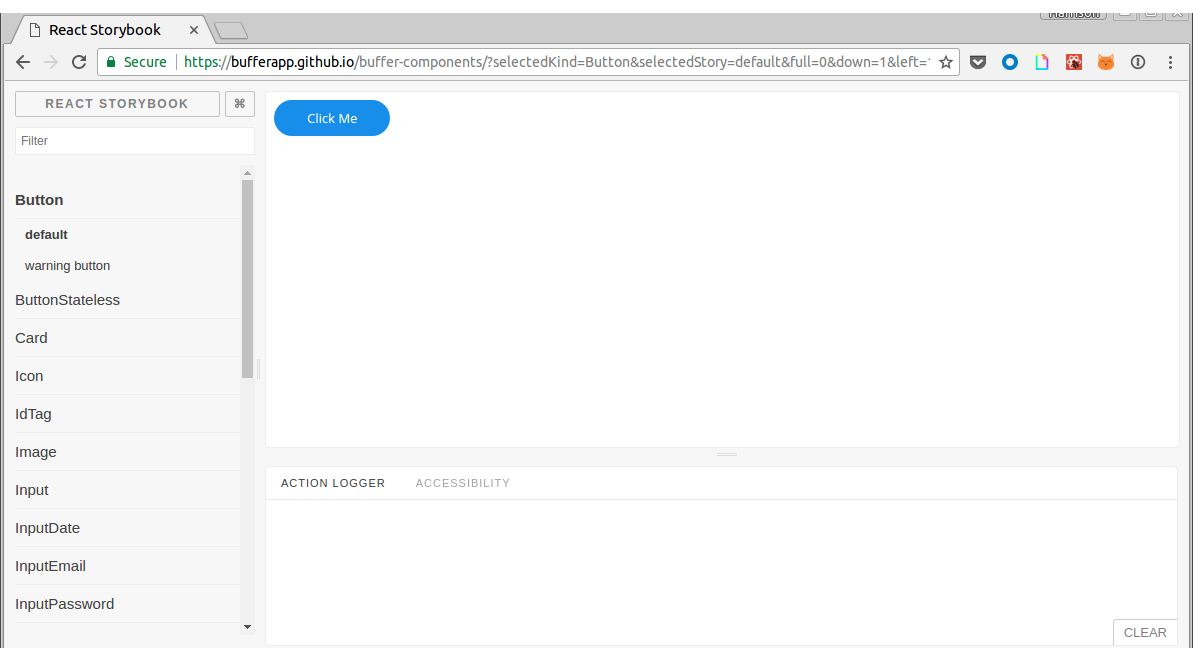 Harrison
React Storybook
Secure https://bufferapp.github.io/buffer-components/?selectedKind=Button&selectedStory=default&full=0&down=1&left=
REACT STORYBOOK ⌘
Filter
Button
default
warning button
ButtonStateless
Card
Icon
IdTag
Image
Input
InputDate
InputEmail
InputPassword
Click Me
ACTION LOGGER ACCESSIBILITY
CLEAR